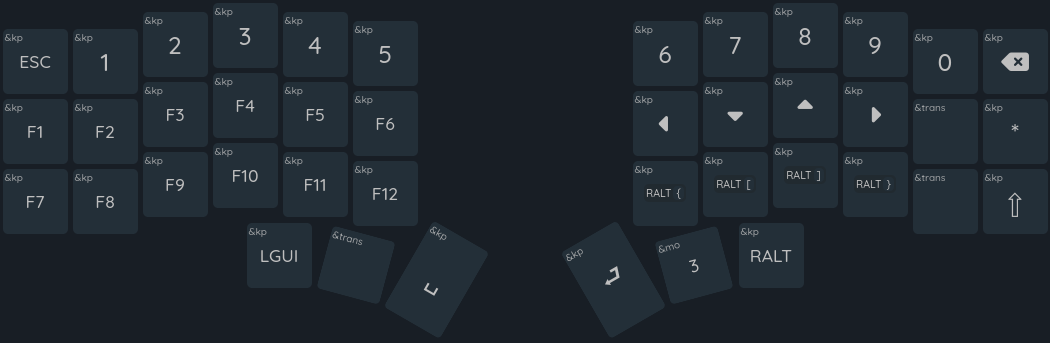 &kp ESC
&kp 1
&kp 2
&kp 3
&kp 4
&kp 5
&kp 6
&kp 7
&kp 8
&kp 9
&kp 0
&kp
&kp F1
&kp F2
&kp F3
&kp F4
&kp F5
&kp F6
&kp
&kp
&kp
&kp
&trans
&kp *
&kp F7
&kp F8
&kp F9
&kp F10
&kp F11
&kp F12
&kp RALT {
&kp RALT [
&kp RALT ]
&kp RALT }
&trans
&kp ⇧
&kp LGUI
&trans
&kp ␣
&kp
&mo 3
&kp RALT